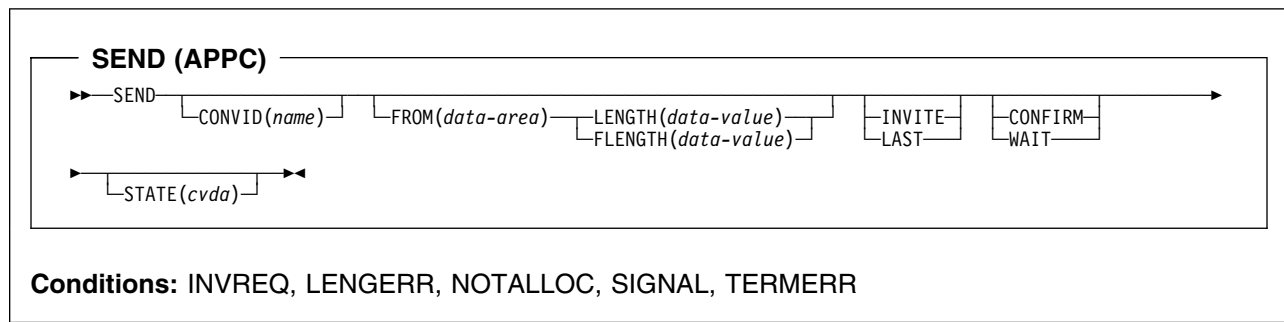 SEND (APPC)
►►—SEND CONVID(name) FROM(data-area) LENGTH(data-value) INVITE CONFIRM ►
FLENGTH(data-value) LAST WAIT
► STATE(cvda) ►◄
Conditions: INVREQ, LENGERR, NOTALLOC, SIGNAL, TERMERR